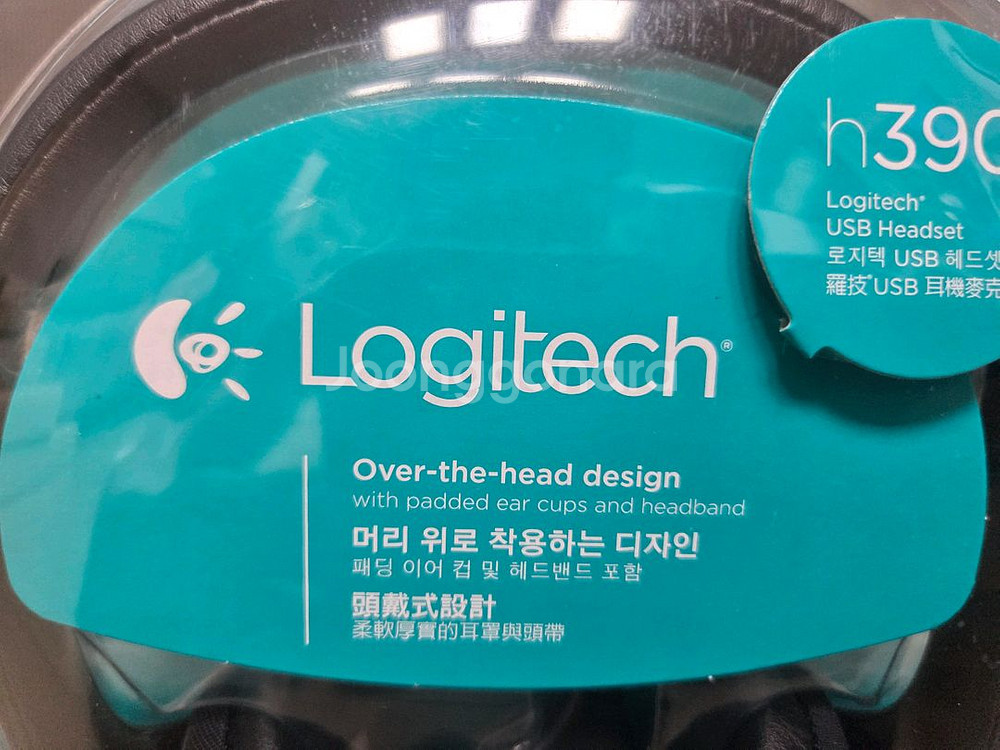 h390
Logitech®
USB Headset
로지텍 USB 헤드셋
羅技®USB 耳機麥克
Logitech®
Joonggonara
Over-the-head design
with padded ear cups and headband
머리 위로 착용하는 디자인
패딩 이어 컵 및 헤드밴드 포함
頭戴式設計
柔軟厚實的耳罩與頭帶